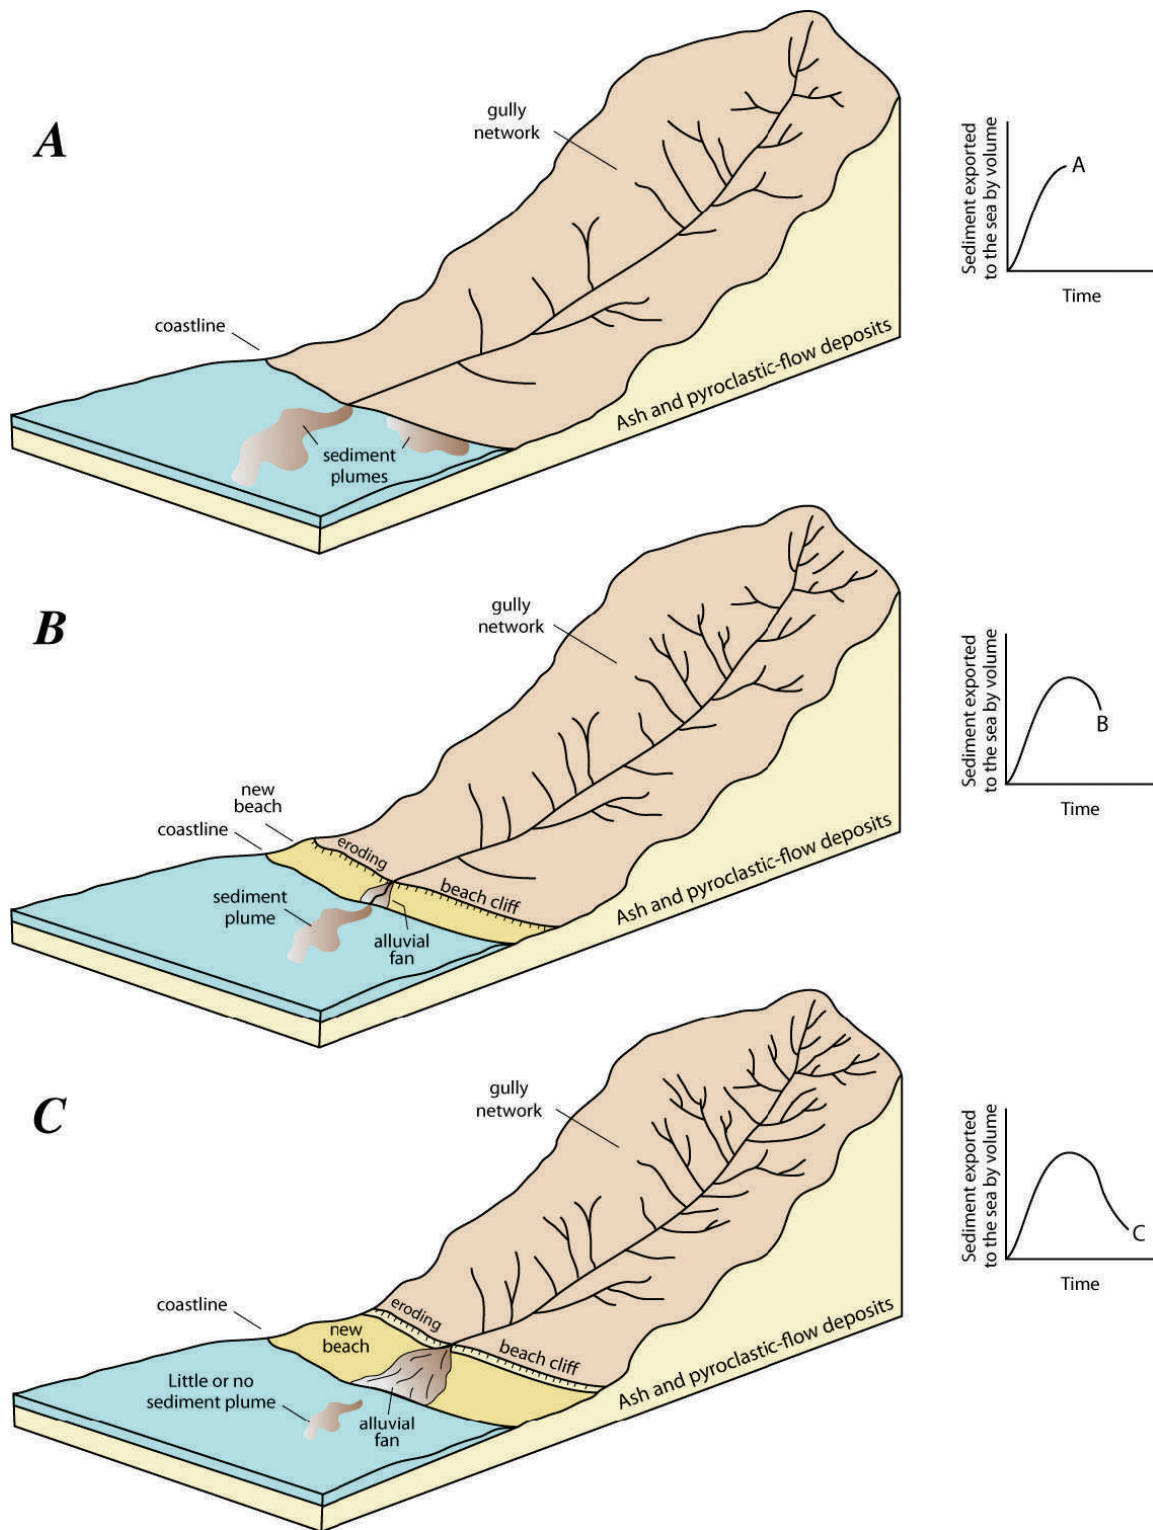 A
gully
network
coastline
sediment
plumes
Ash and pyroclastic-flow deposits
Sediment exported
to the sea by volume
A
Time
B
gully
network
new
beach
coastline
eroding
beach cliff
sediment
plume
alluvial
fan
Ash and pyroclastic-flow deposits
Sediment exported
to the sea by volume
B
Time
C
gully
network
coastline
eroding
new
beach
beach cliff
Little or no
sediment plume
alluvial
fan
Ash and pyroclastic-flow deposits
Sediment exported
to the sea by volume
C
Time